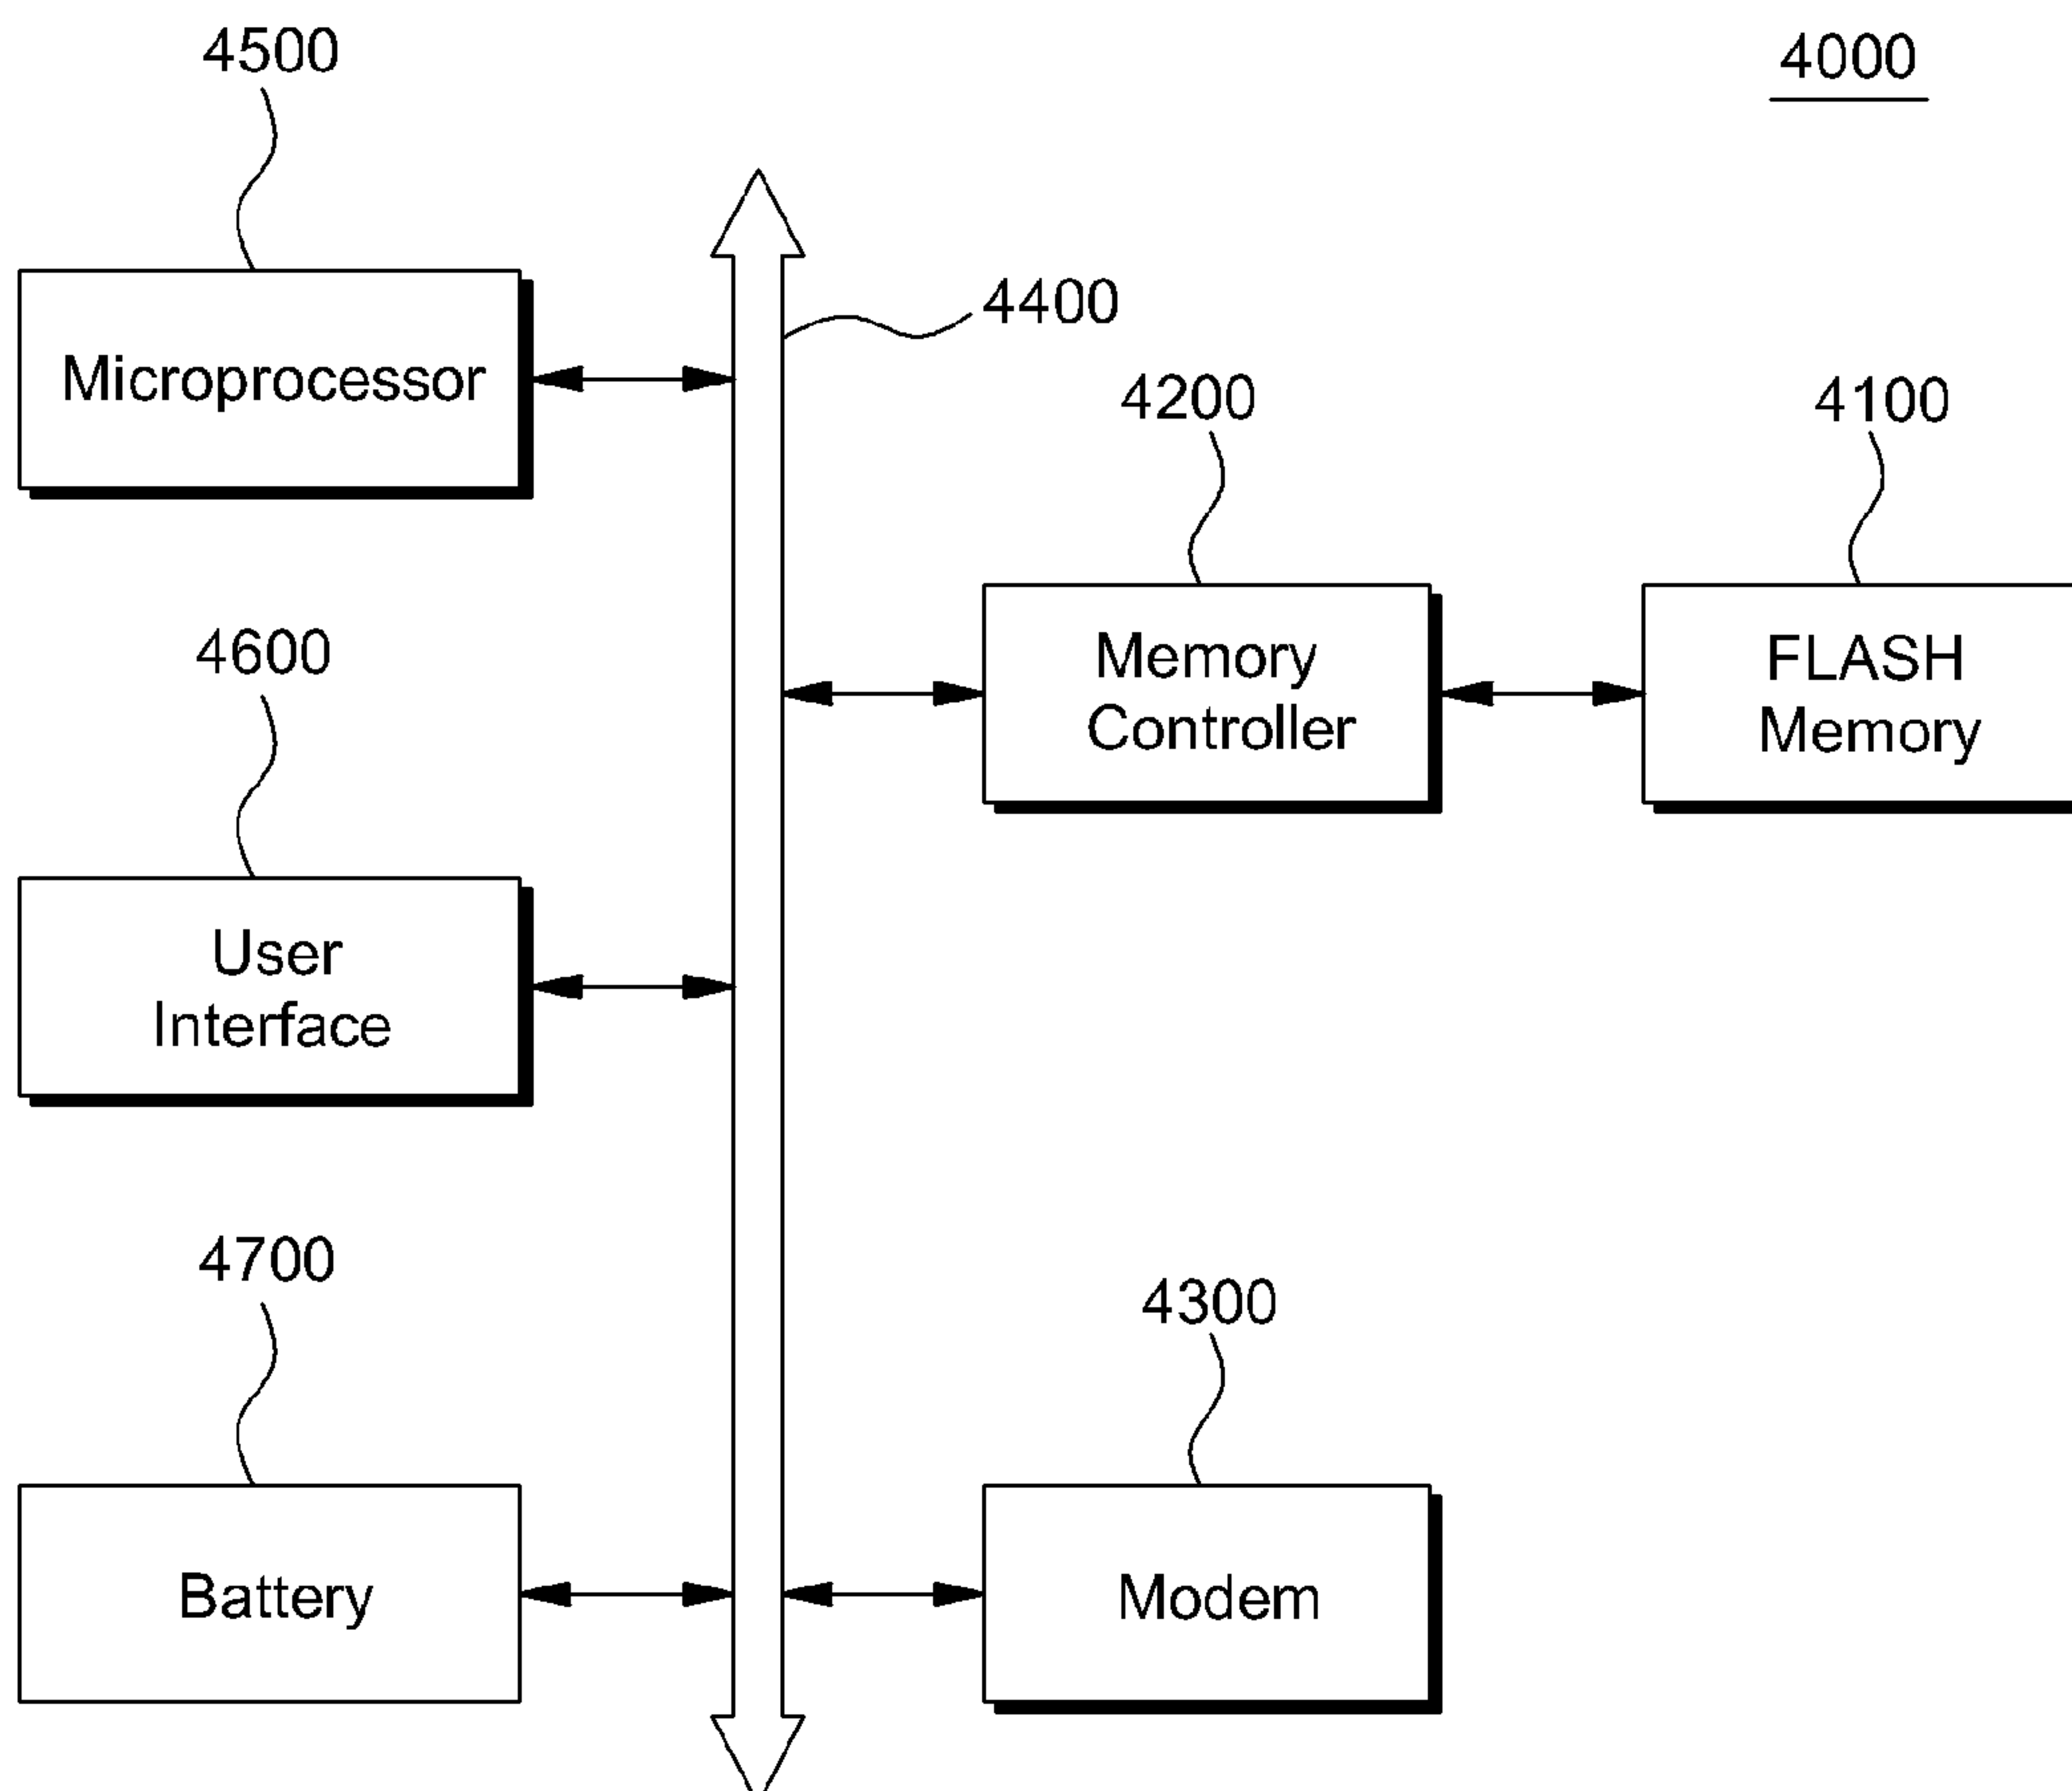 4500
4000
Microprocessor
4400
4200
4100
Memory
Controller
FLASH
Memory
4600
User
Interface
4700
4300
Battery
Modem